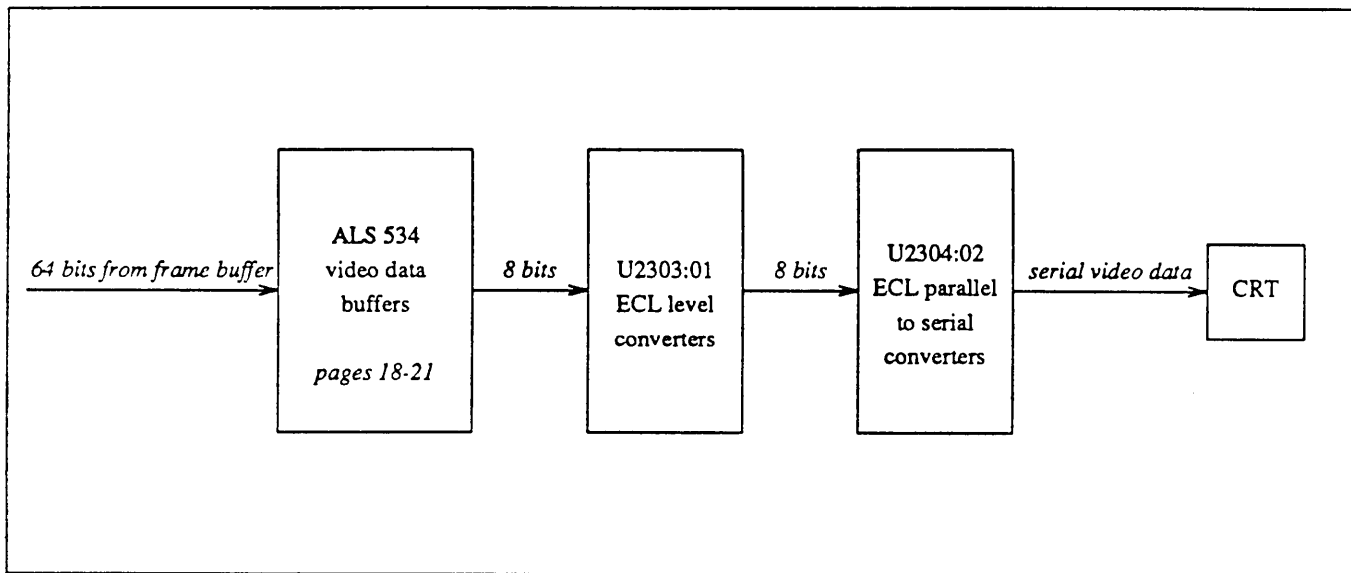 64 bits from frame buffer
ALS 534
video data
buffers
pages 18-21
8 bits
U2303:01
ECL level
converters
8 bits
U2304:02
ECL parallel
to serial
converters
serial video data
CRT